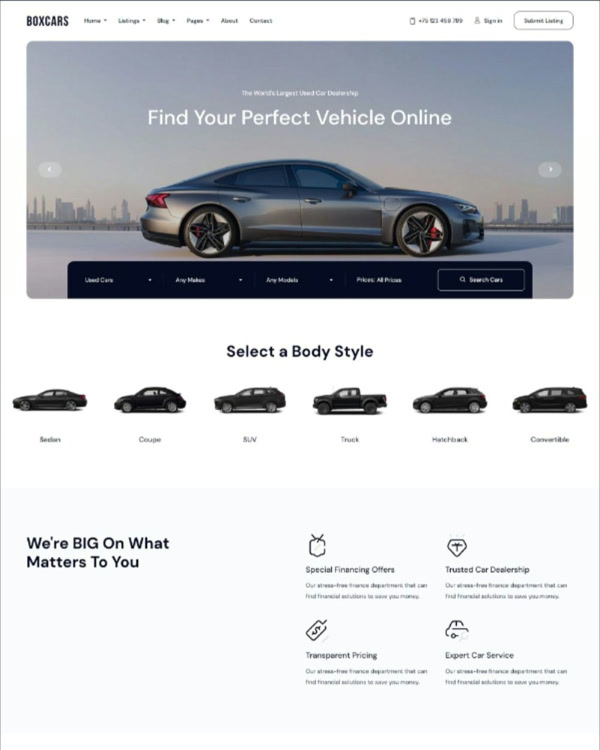 BOXCARS
Home Listings Blog Pages About Contact
+75 123 456 789 Sign in Submit Listing
The World's Largest Used Car Dealership
Find Your Perfect Vehicle Online
Used Cars Any Makes Any Models Prices: All Prices Search Cars
Select a Body Style
Sedan Coupe SUV Truck Hatchback Convertible
We're BIG On What
Matters To You
Special Financing Offers
Our stress-free finance department that can
find financial solutions to save you money.
Trusted Car Dealership
Our stress-free finance department that can
find financial solutions to save you money.
Transparent Pricing
Our stress-free finance department that can
find financial solutions to save you money.
Expert Car Service
Our stress-free finance department that can
find financial solutions to save you money.